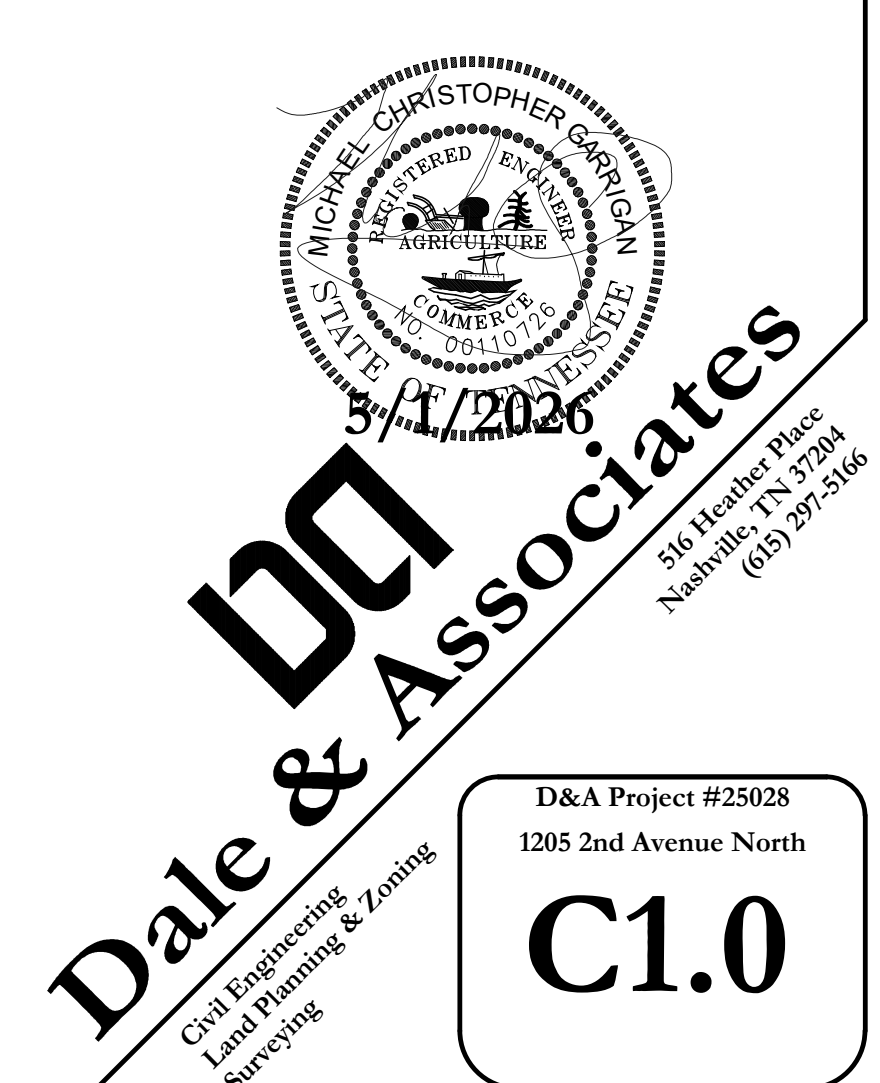 MICHAEL CHRISTOPHER GARRIGAN
REGISTERED ENGINEER
AGRICULTURE
COMMERCE
NO. 00110726
STATE OF TENNESSEE
5/1/2026
Dale & Associates
516 Heather Place
Nashville, TN 37204
(615) 297-5166
Civil Engineering
Land Planning & Zoning
Surveying
D&A Project #25028
1205 2nd Avenue North
C1.0